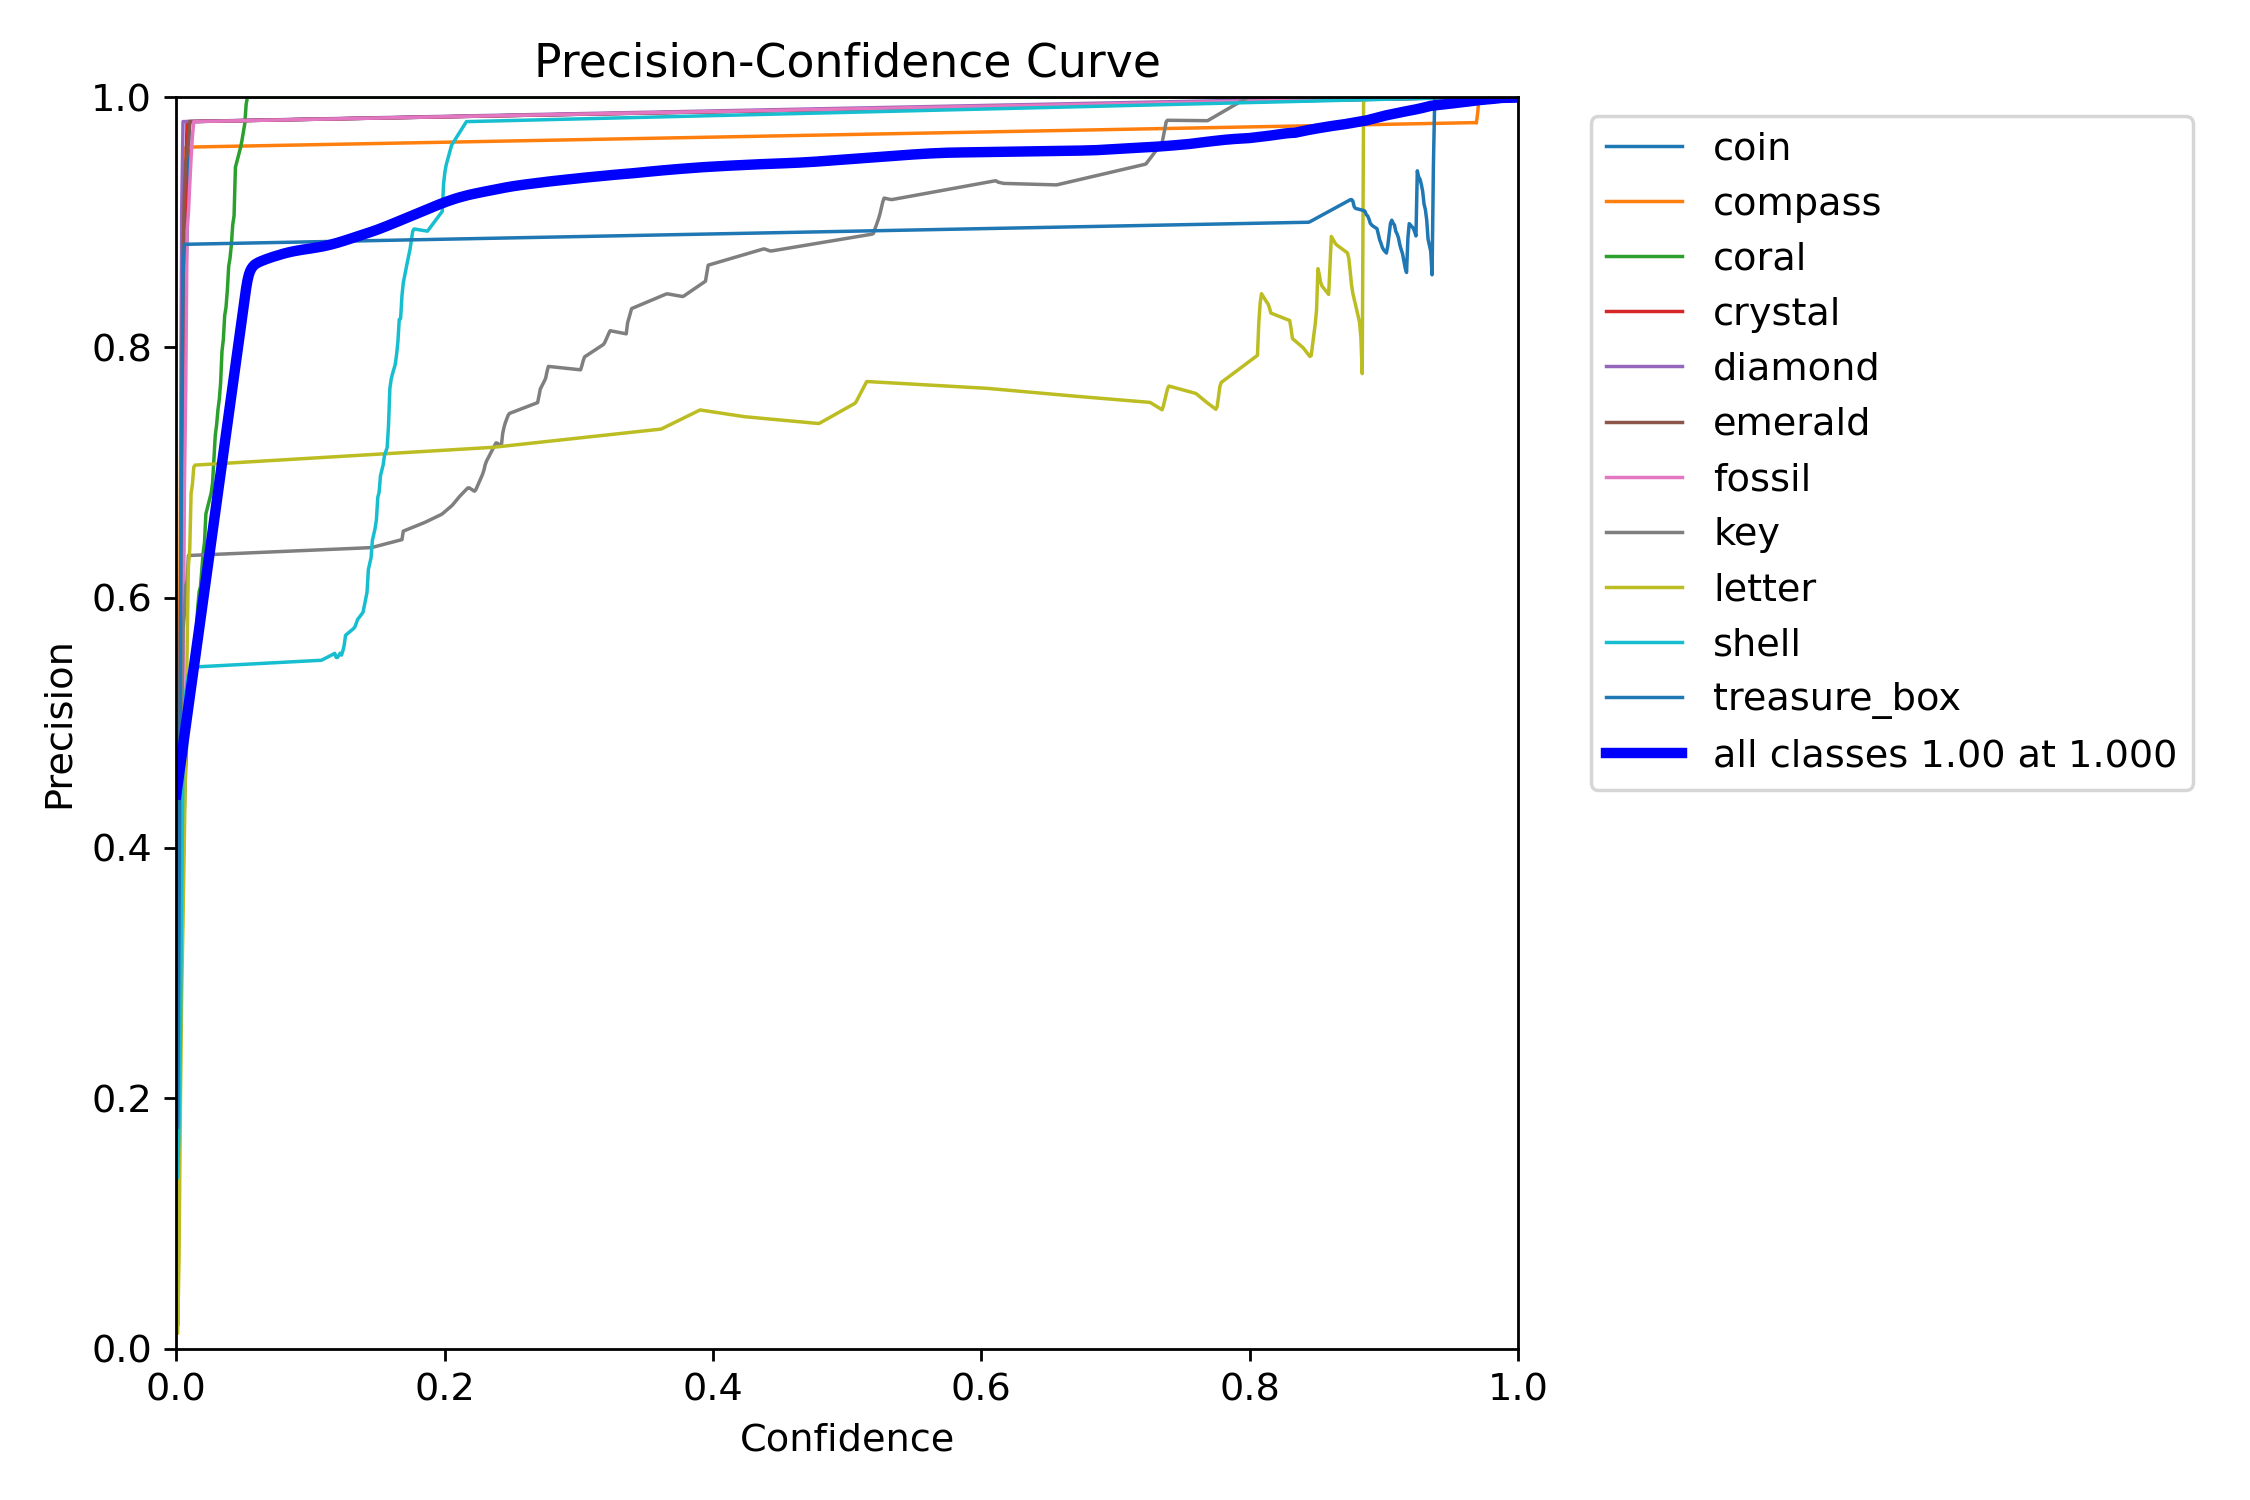 Precision-Confidence Curve
1.0
0.8
0.6
0.4
0.2
0.0
Precision
0.0 0.2 0.4 0.6 0.8 1.0
Confidence
coin
compass
coral
crystal
diamond
emerald
fossil
key
letter
shell
treasure_box
all classes 1.00 at 1.000